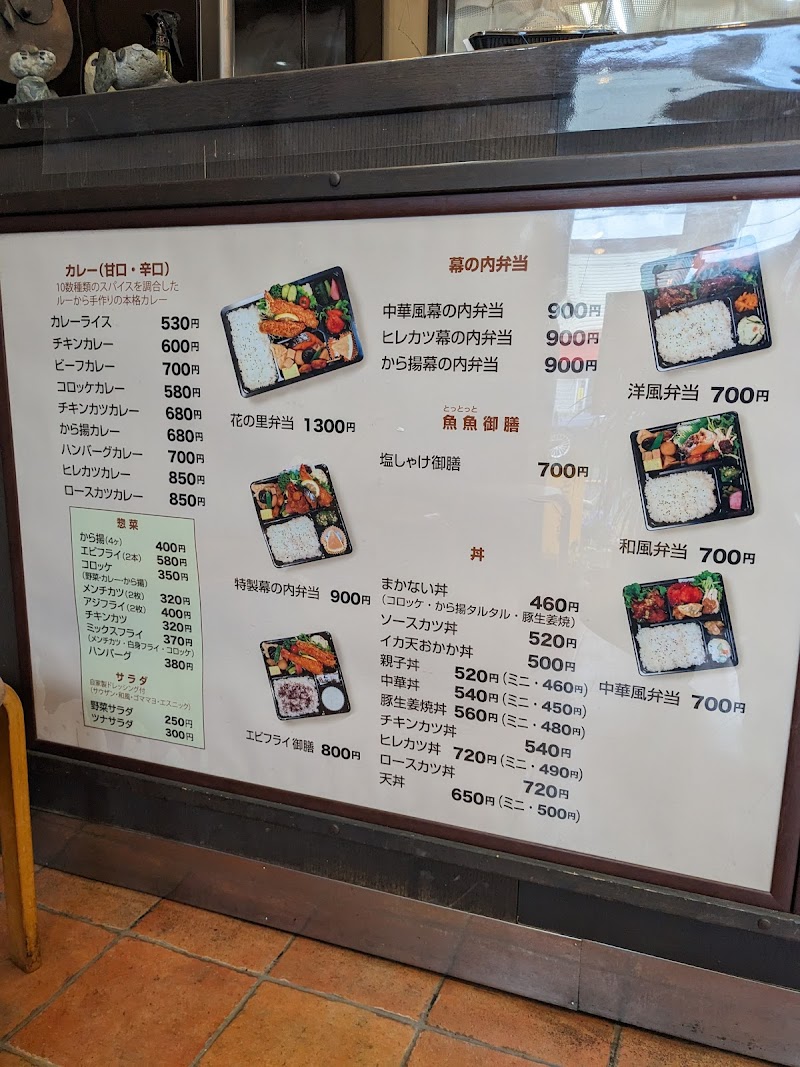 カレー(甘口・辛口)
10数種類のスパイスを調合した
ルーから手作りの本格カレー
カレーライス 530円
チキンカレー 600円
ビーフカレー 700円
コロッケカレー 580円
チキンカツカレー 680円
から揚カレー 680円
ハンバーグカレー 700円
ヒレカツカレー 850円
ロースカツカレー 850円
惣菜
から揚(4ヶ) 400円
エビフライ(2本) 580円
コロッケ 350円
(野菜・カレー・から揚)
メンチカツ(2枚) 320円
アジフライ(2枚) 400円
チキンカツ 320円
ミックスフライ 370円
(メンチカツ・白身フライ・コロッケ)
ハンバーグ 380円
サラダ
自家製ドレッシング付
(サウザン・和風・ゴママヨ・エスニック)
野菜サラダ 250円
ツナサラダ 300円
花の里弁当 1300円
特製幕の内弁当 900円
エビフライ御膳 800円
幕の内弁当
中華風幕の内弁当 900円
ヒレカツ幕の内弁当 900円
から揚幕の内弁当 900円
とっとっと
魚魚御膳
塩しゃけ御膳 700円
丼
まかない丼 460円
(コロッケ・から揚タルタル・豚生姜焼)
ソースカツ丼 520円
イカ天おかか丼 500円
親子丼 520円(ミニ・460円)
中華丼 540円(ミニ・450円)
豚生姜焼丼 560円(ミニ・480円)
チキンカツ丼 540円
ヒレカツ丼 720円(ミニ・490円)
ロースカツ丼 720円
天丼 650円(ミニ・500円)
洋風弁当 700円
和風弁当 700円
中華風弁当 700円